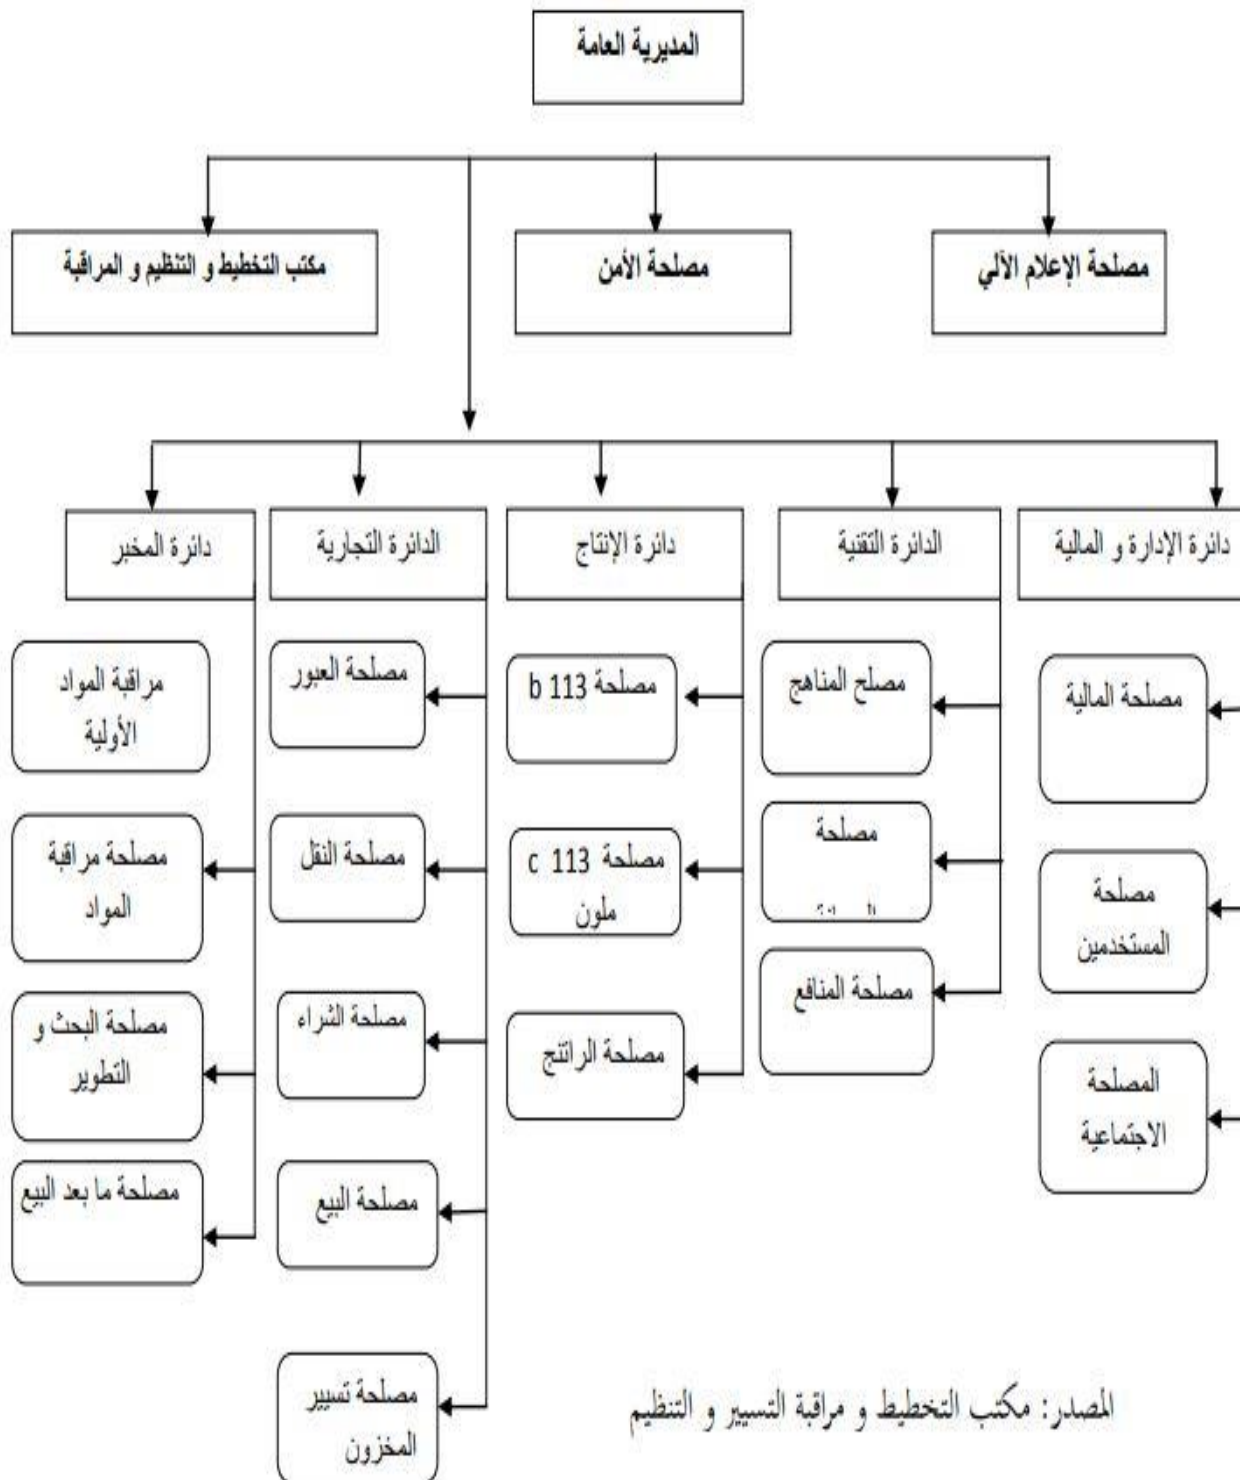 المديرية العامة
مصلحة الإعلام الآلي
مصلحة الأمن
مكتب التخطيط و التنظيم و المراقبة
دائرة الإدارة و المالية
الدائرة التقنية
دائرة الإنتاج
الدائرة التجارية
دائرة المخبر
مصلحة المالية
مصلحة
المستخدمين
المصلحة
الاجتماعية
مصلح المناهج
مصلحة
مصلحة المنافع
مصلحة 113 b
مصلحة 113 c
ملون
مصلحة الراتنج
مصلحة العبور
مصلحة النقل
مصلحة الشراء
مصلحة البيع
مصلحة تسيير
المخزون
مراقبة المواد
الأولية
مصلحة مراقبة
المواد
مصلحة البحث و
التطوير
مصلحة ما بعد البيع
المصدر: مكتب التخطيط و مراقبة التسيير و التنظيم